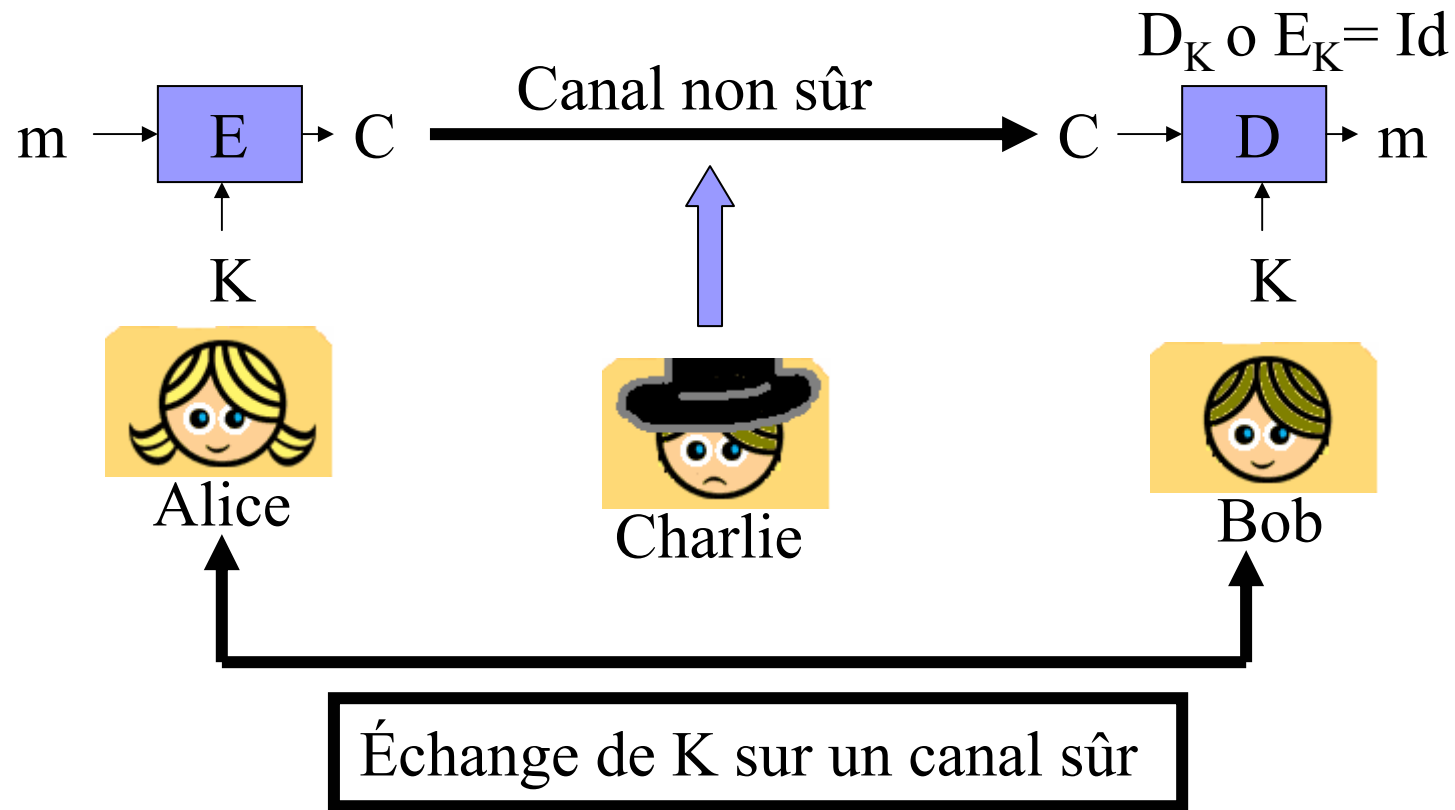 D_K o E_K= Id
Canal non sûr
m E C C D m
K K
Alice Charlie Bob
Échange de K sur un canal sûr